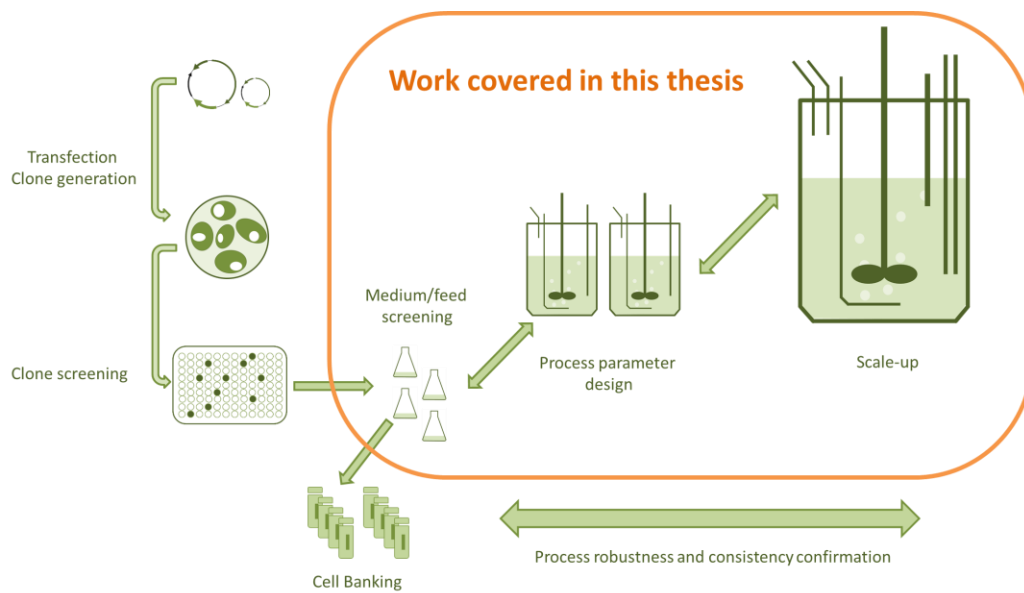 Work covered in this thesis
Transfection
Clone generation
Medium/feed
screening
Clone screening
Process parameter
design
Scale-up
Cell Banking
Process robustness and consistency confirmation